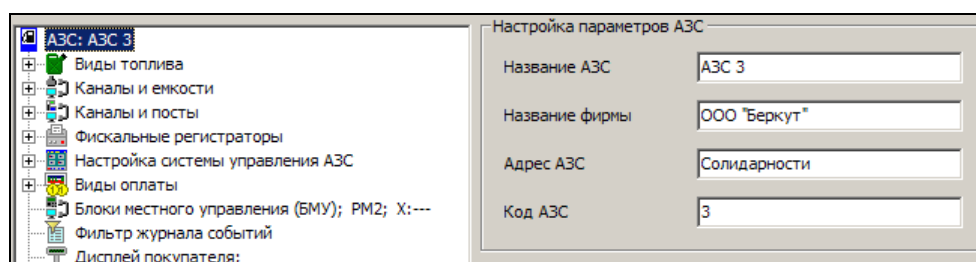 АЗС: АЗС 3
Виды топлива
Каналы и емкости
Каналы и посты
Фискальные регистраторы
Настройка системы управления АЗС
Виды оплаты
Блоки местного управления (БМУ); РМ2; Х:---
Фильтр журнала событий
Дисплей покупателя:
Настройка параметров АЗС
Название АЗС АЗС 3
Название фирмы ООО "Беркут"
Адрес АЗС Солидарности
Код АЗС 3